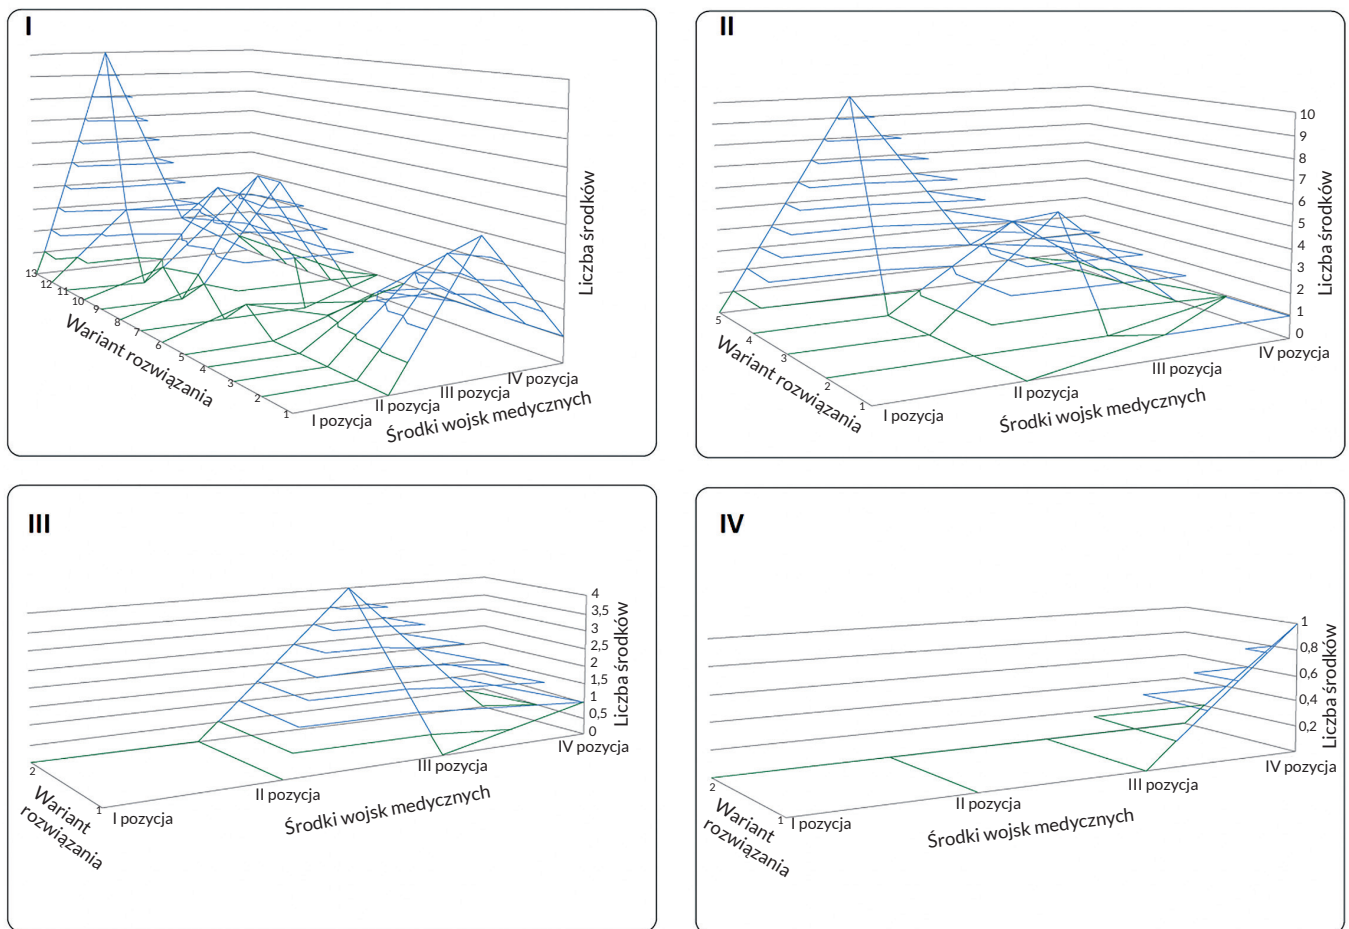 I
Liczba środków
13
12
11
10
9
8
7
6
5
4
3
2
1
Wariant rozwiązania
I pozycja
II pozycja
III pozycja
IV pozycja
Środki wojsk medycznych
II
10
9
8
7
6
5
4
3
2
1
0
Liczba środków
5
4
3
2
1
Wariant rozwiązania
I pozycja
II pozycja
III pozycja
IV pozycja
Środki wojsk medycznych
III
4
3,5
3
2,5
2
1,5
1
0,5
0
Liczba środków
2
1
Wariant
rozwiązania
I pozycja
II pozycja
III pozycja
IV pozycja
Środki wojsk medycznych
IV
1
0,8
0,6
0,4
0,2
Liczba środków
2
1
Wariant
rozwiązania
I pozycja
II pozycja
III pozycja
IV pozycja
Środki wojsk medycznych